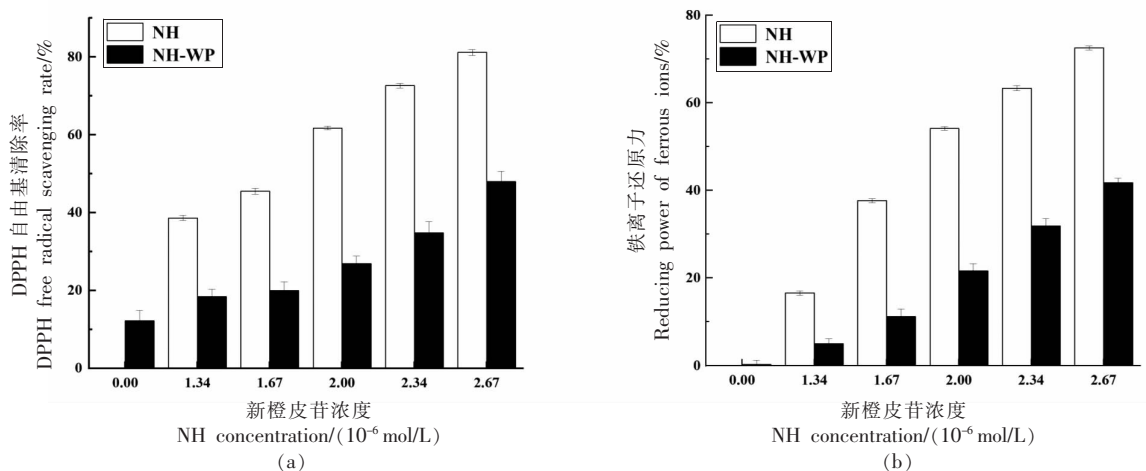 NH
NH-WP
DPPH 自由基清除率
DPPH free radical scavenging rate/%
80
60
40
20
0
0.00 1.34 1.67 2.00 2.34 2.67
新橙皮苷浓度
NH concentration/(10⁻⁶ mol/L)
(a)
NH
NH-WP
铁离子还原力
Reducing power of ferrous ions/%
80
60
40
20
0
0.00 1.34 1.67 2.00 2.34 2.67
新橙皮苷浓度
NH concentration/(10⁻⁶ mol/L)
(b)